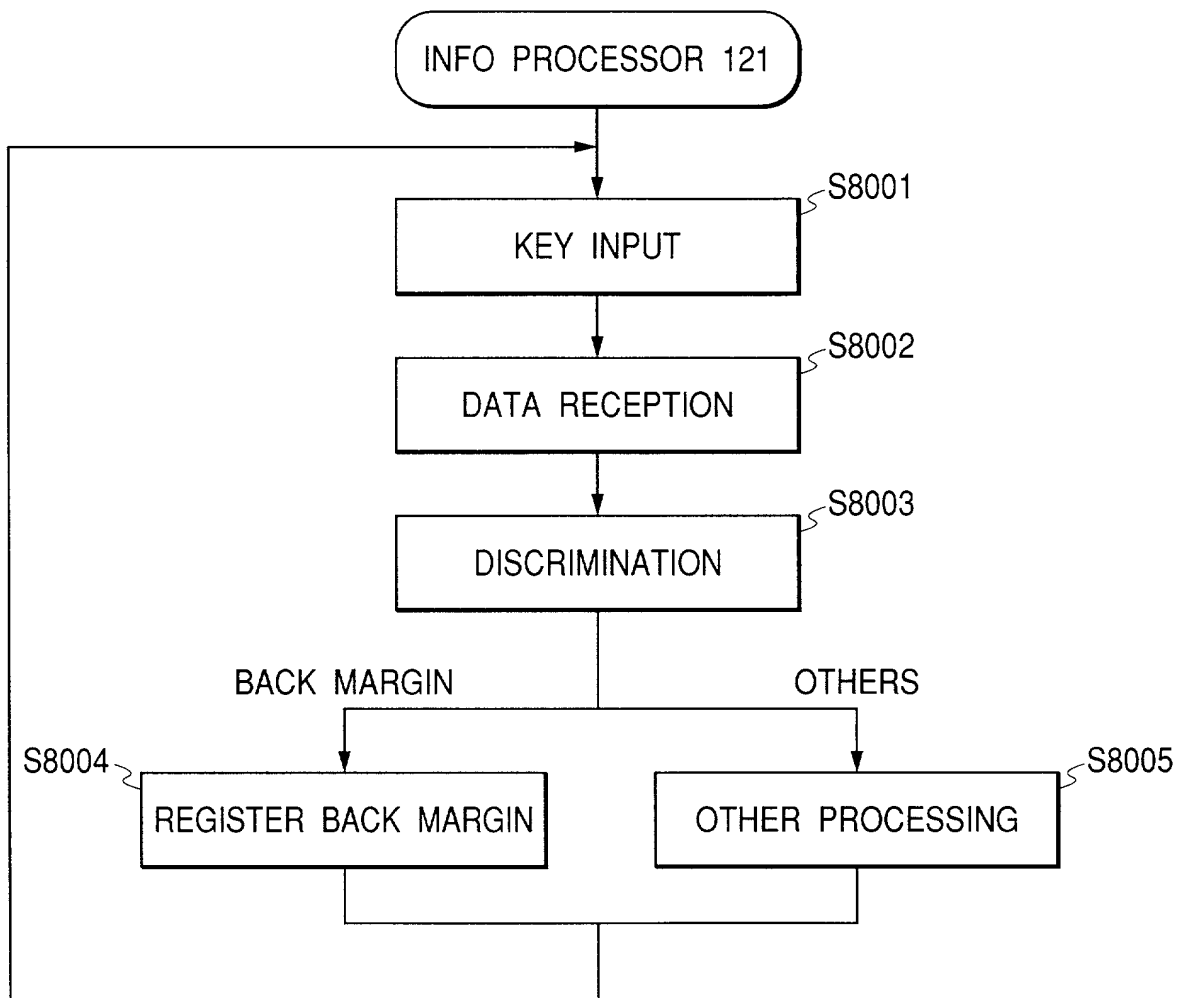 INFO PROCESSOR 121
S8001
KEY INPUT
S8002
DATA RECEPTION
S8003
DISCRIMINATION
BACK MARGIN
OTHERS
S8004
S8005
REGISTER BACK MARGIN
OTHER PROCESSING